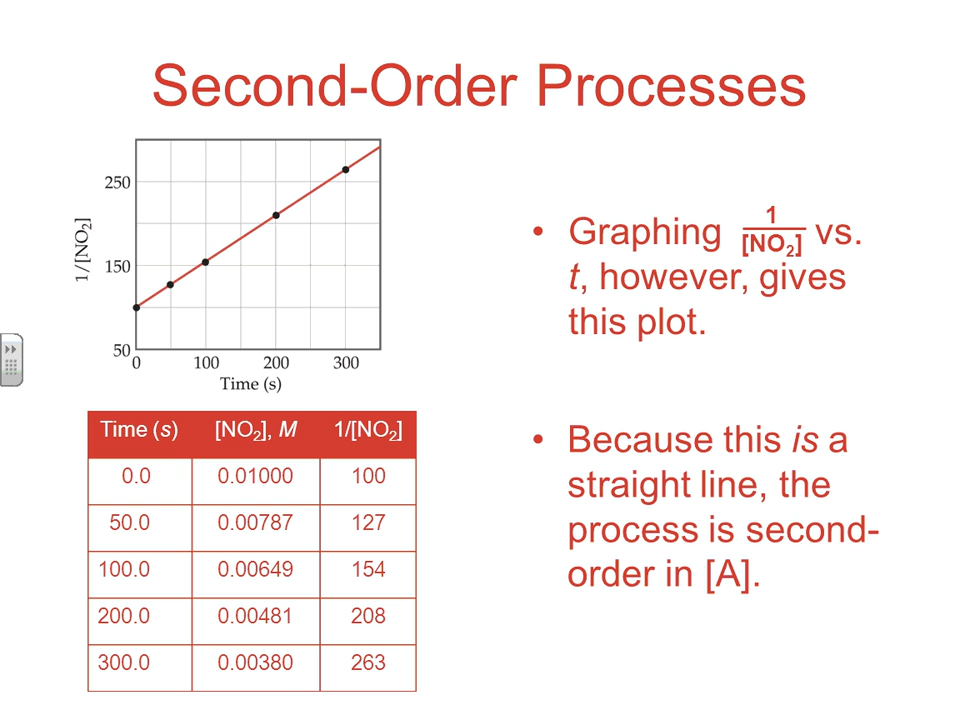 Second-Order Processes
250
150
50
1/[NO₂]
0 100 200 300
Time (s)
Time (s) [NO₂], M 1/[NO₂]
0.0 0.01000 100
50.0 0.00787 127
100.0 0.00649 154
200.0 0.00481 208
300.0 0.00380 263
• Graphing 1/[NO₂] vs.
t, however, gives
this plot.
• Because this is a
straight line, the
process is second-
order in [A].